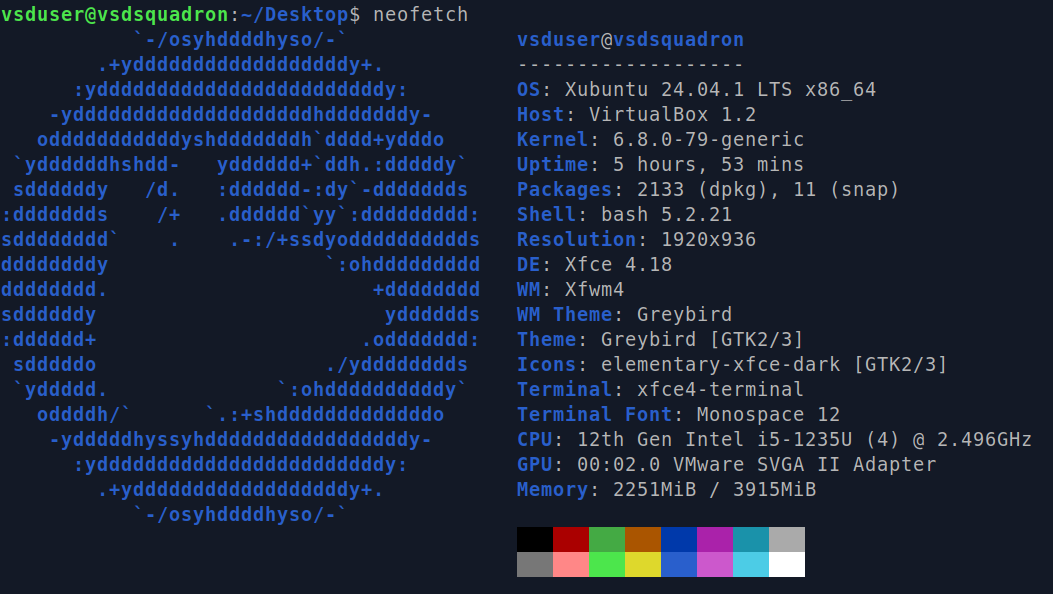 vsduser@vsdsquadron:~/Desktop$ neofetch
`-/osyhddddhyso/-`
.+yddddddddddddddddddy+.
:yddddddddddddddddddddddddy:
-yddddddddddddddddddddhdddddddy-
odddddddddddyshdddddddh`dddd+ydddo
`yddddddhshdd-   ydddddd+`ddh.:dddddy`
sddddddy   /d.   :dddddd-:dy`-ddddddds
:ddddddds    /+   .dddddd`yy`:ddddddddd:
sdddddddd`    .    .-:/+ssdyodddddddddds
ddddddddy                  `:ohddddddddd
dddddddd.                      +dddddddd
sddddddy                        ydddddds
:dddddd+                      .oddddddd:
sdddddo                   ./ydddddddds
`yddddd.              `:ohddddddddddy`
oddddh/`      `.:+shdddddddddddddo
-ydddddhyssyhdddddddddddddddddy-
:yddddddddddddddddddddddddy:
.+yddddddddddddddddddy+.
`-/osyhddddhyso/-`
vsduser@vsdsquadron
-------------------
OS: Xubuntu 24.04.1 LTS x86_64
Host: VirtualBox 1.2
Kernel: 6.8.0-79-generic
Uptime: 5 hours, 53 mins
Packages: 2133 (dpkg), 11 (snap)
Shell: bash 5.2.21
Resolution: 1920x936
DE: Xfce 4.18
WM: Xfwm4
WM Theme: Greybird
Theme: Greybird [GTK2/3]
Icons: elementary-xfce-dark [GTK2/3]
Terminal: xfce4-terminal
Terminal Font: Monospace 12
CPU: 12th Gen Intel i5-1235U (4) @ 2.496GHz
GPU: 00:02.0 VMware SVGA II Adapter
Memory: 2251MiB / 3915MiB